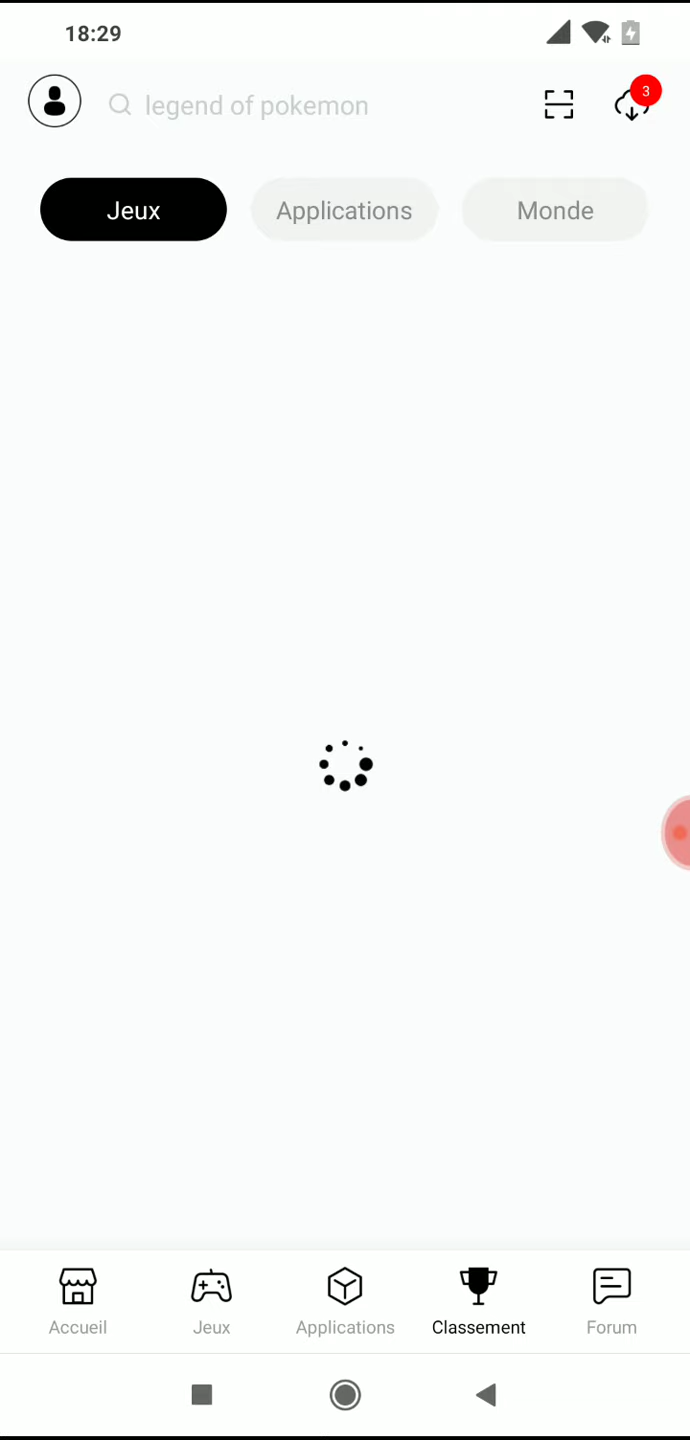 18:29
legend of pokemon
3
Jeux
Applications
Monde
Accueil
Jeux
Applications
Classement
Forum